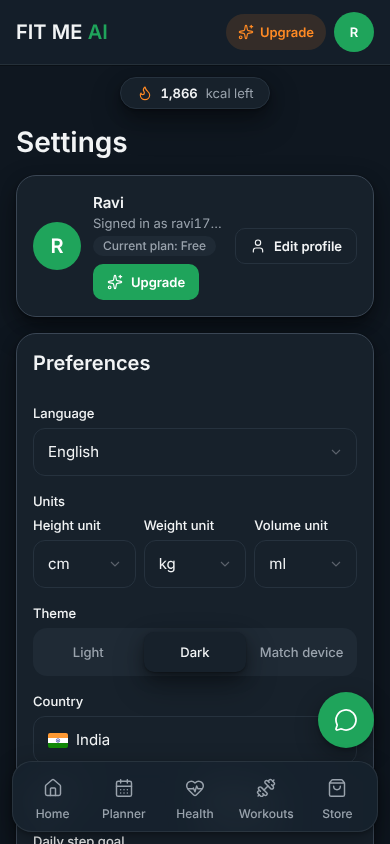 FIT ME AI
Upgrade
R
1,866 kcal left
Settings
R
Ravi
Signed in as ravi17...
Current plan: Free
Upgrade
Edit profile
Preferences
Language
English
Units
Height unit
Weight unit
Volume unit
cm
kg
ml
Theme
Light
Dark
Match device
Country
India
Home
Planner
Health
Workouts
Store
Daily step goal